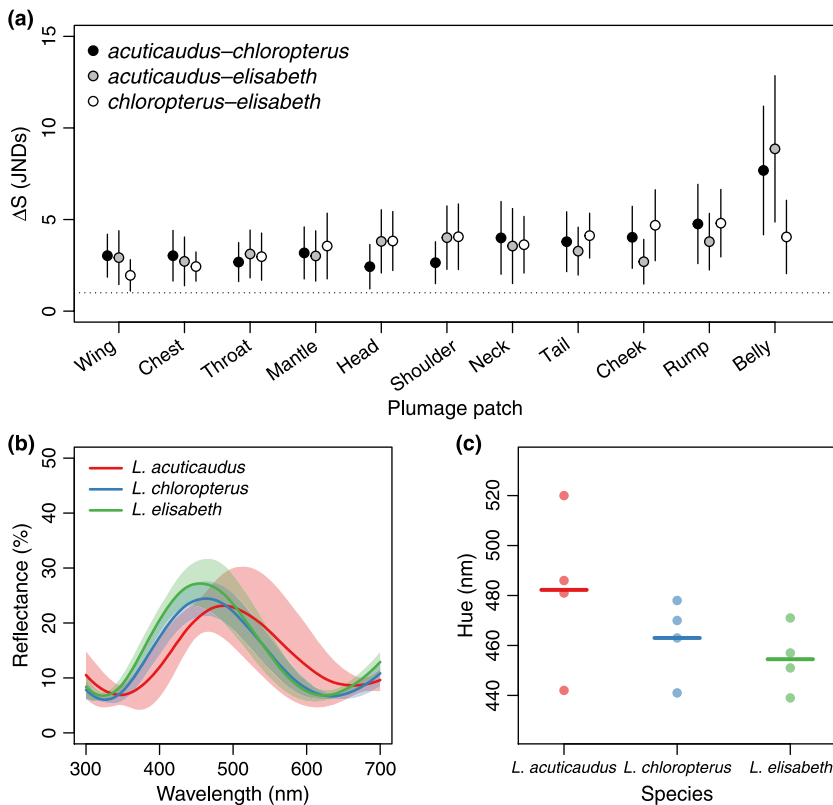 (a)
15
10
5
0
ΔS (JNDs)
acuticaudus–chloropterus
acuticaudus–elisabeth
chloropterus–elisabeth
Wing
Chest
Throat
Mantle
Head
Shoulder
Neck
Tail
Cheek
Rump
Belly
Plumage patch
(b)
50
40
30
20
10
0
Reflectance (%)
L. acuticaudus
L. chloropterus
L. elisabeth
300 400 500 600 700
Wavelength (nm)
(c)
520
500
480
460
440
Hue (nm)
L. acuticaudus L. chloropterus L. elisabeth
Species